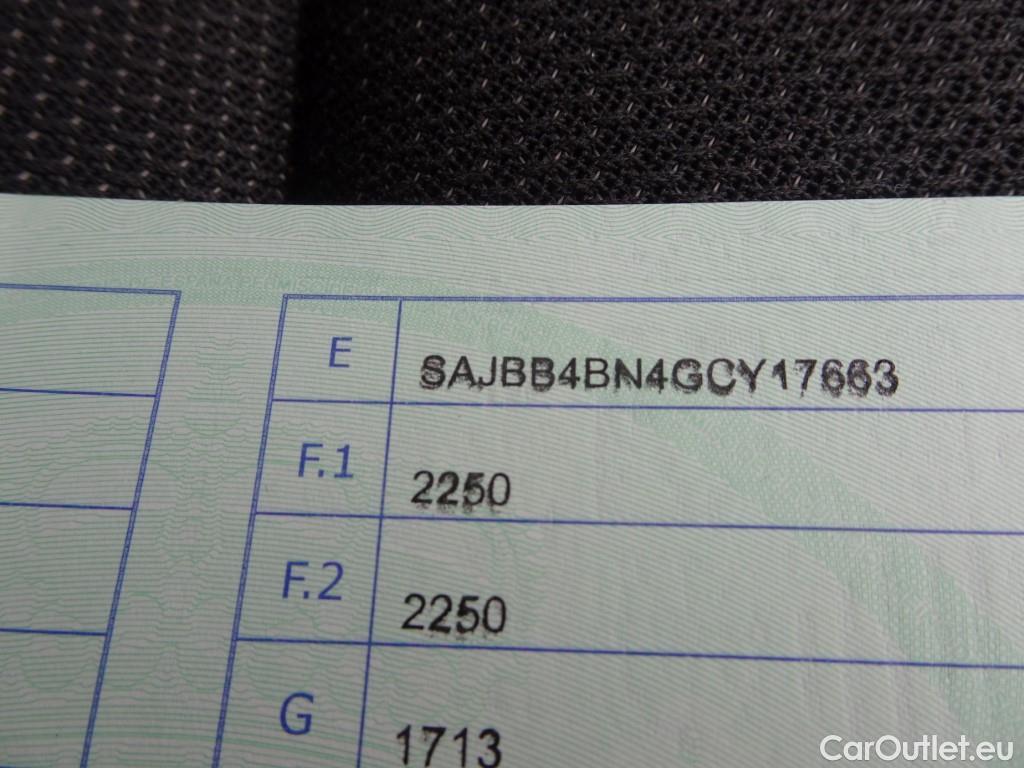 E SAJBB4BN4GCY17663
F.1 2250
F.2 2250
G 1713
CarOutlet.eu